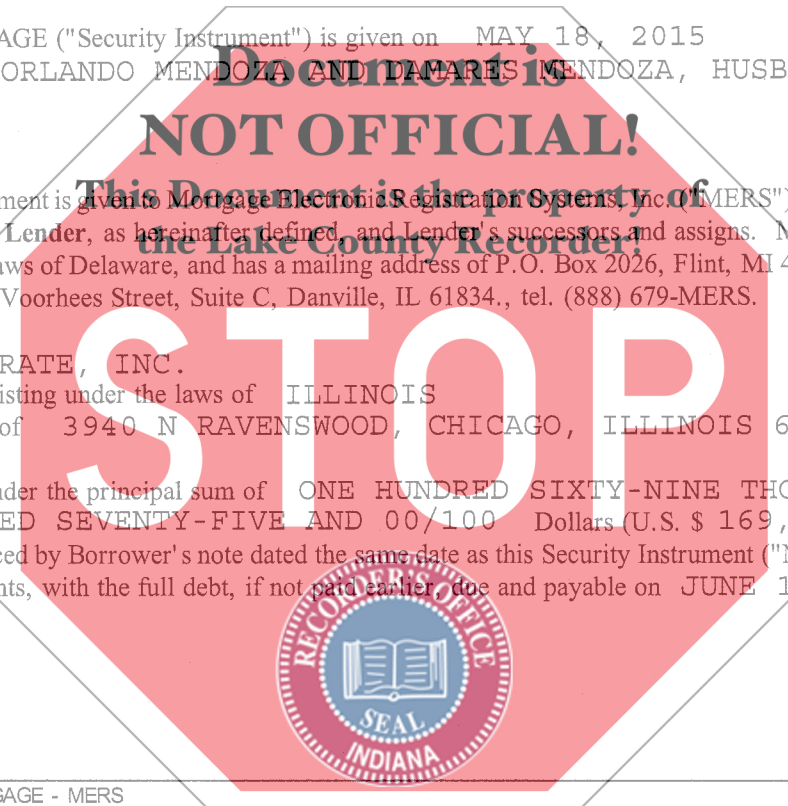 AGE ("Security Instrument") is given on MAY 18, 2015
ORLANDO MENDOZA AND DAMARES MENDOZA, HUSB
Document is
NOT OFFICIAL!
This Document is the property of
the Lake County Recorder!
ment is given to Mortgage Electronic Registration Systems, Inc. ("MERS")
Lender, as hereinafter defined, and Lender's successors and assigns. M
aws of Delaware, and has a mailing address of P.O. Box 2026, Flint, MI 4
Voorhees Street, Suite C, Danville, IL 61834., tel. (888) 679-MERS.
STOP
RATE, INC.
isting under the laws of ILLINOIS
of 3940 N RAVENSWOOD, CHICAGO, ILLINOIS 6
der the principal sum of ONE HUNDRED SIXTY-NINE THO
ED SEVENTY-FIVE AND 00/100 Dollars (U.S. $ 169,
ced by Borrower's note dated the same date as this Security Instrument ("N
nts, with the full debt, if not paid earlier, due and payable on JUNE 1
RECORDER'S OFFICE
SEAL
INDIANA
GAGE - MERS